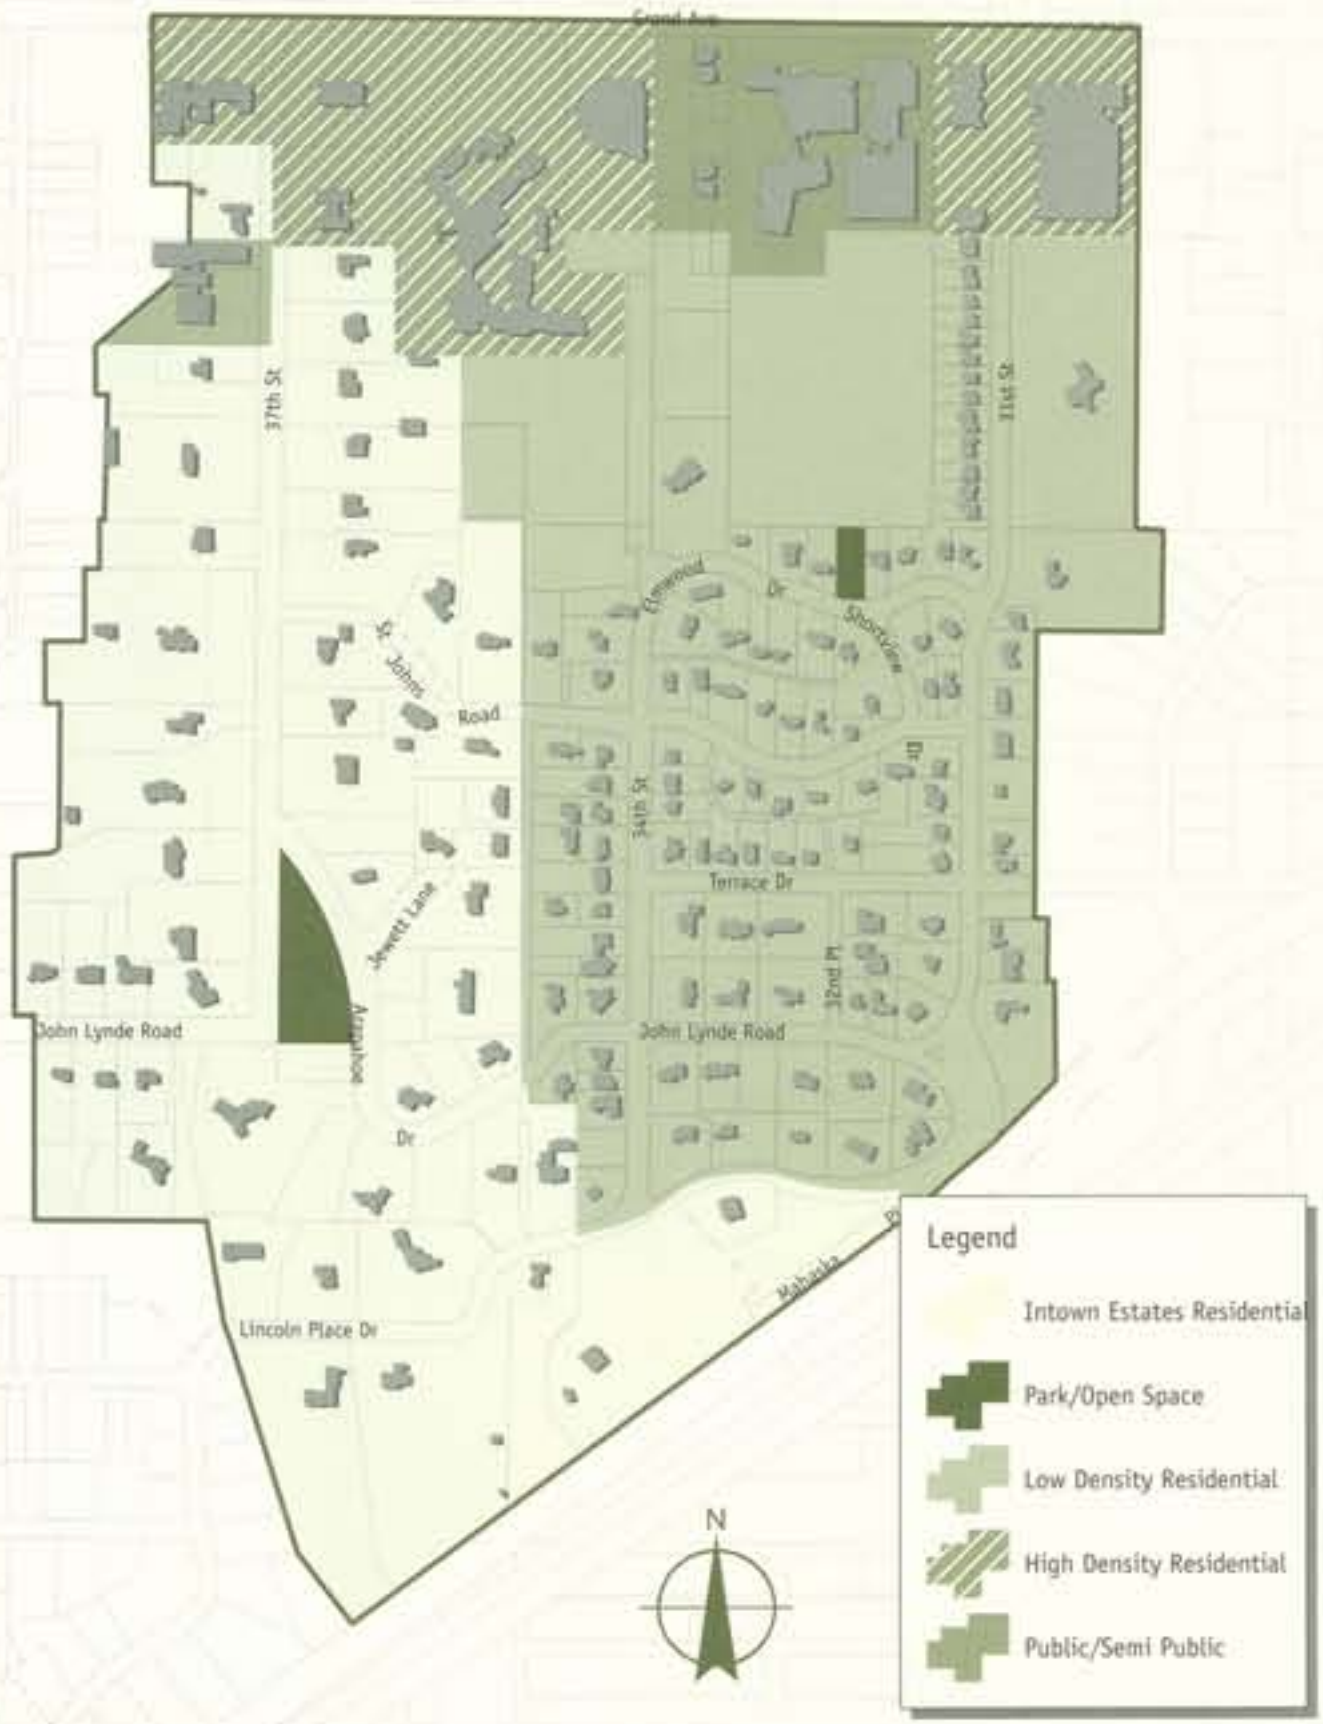 Grand Ave
37th St
31st St
Elmwood
Dr
Shortview
Dr
St Johns
Road
34th St
Terrace Dr
Jewett Lane
32nd Pl
John Lynde Road
John Lynde Road
Arapahoe
Dr
Mahaska
Lincoln Place Dr
Legend
Intown Estates Residential
Park/Open Space
Low Density Residential
High Density Residential
Public/Semi Public
N